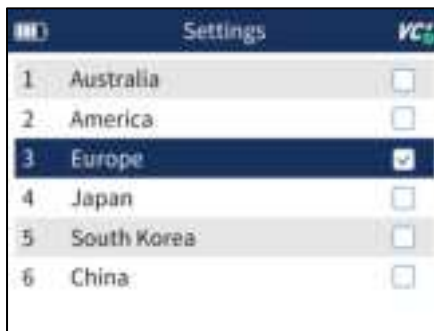 Settings
1 Australia
2 America
3 Europe
4 Japan
5 South Korea
6 China